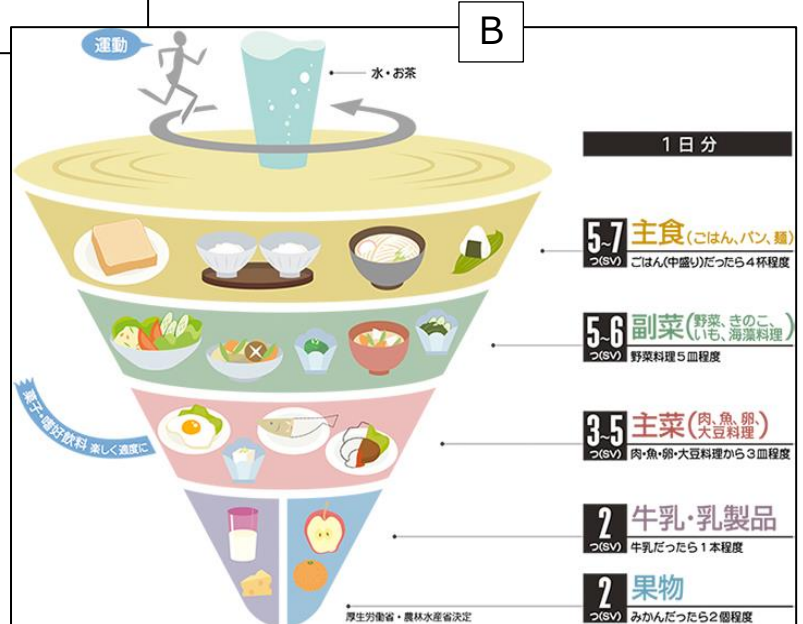 B
運動
水・お茶
1日分
5~7 つ(SV)
主食(ごはん、パン、麺)
ごはん(中盛り)だったら4杯程度
5~6 つ(SV)
副菜(野菜、きのこ、いも、海藻料理)
野菜料理5皿程度
菓子・嗜好飲料 楽しく適度に
3~5 つ(SV)
主菜(肉、魚、卵、大豆料理)
肉・魚・卵・大豆料理から3皿程度
2 つ(SV)
牛乳・乳製品
牛乳だったら1本程度
2 つ(SV)
果物
みかんだったら2個程度
厚生労働省・農林水産省決定